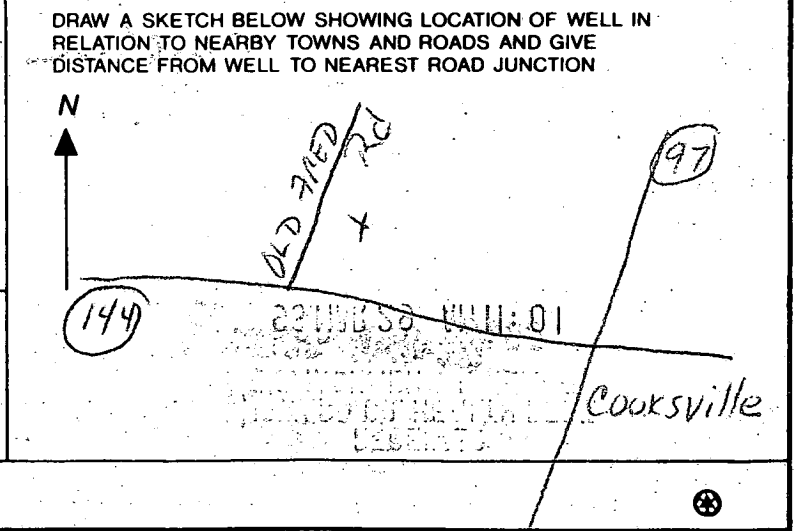 DRAW A SKETCH BELOW SHOWING LOCATION OF WELL IN
RELATION TO NEARBY TOWNS AND ROADS AND GIVE
DISTANCE FROM WELL TO NEAREST ROAD JUNCTION
N
OLD FRED Rd
97
X
144
Cooksville